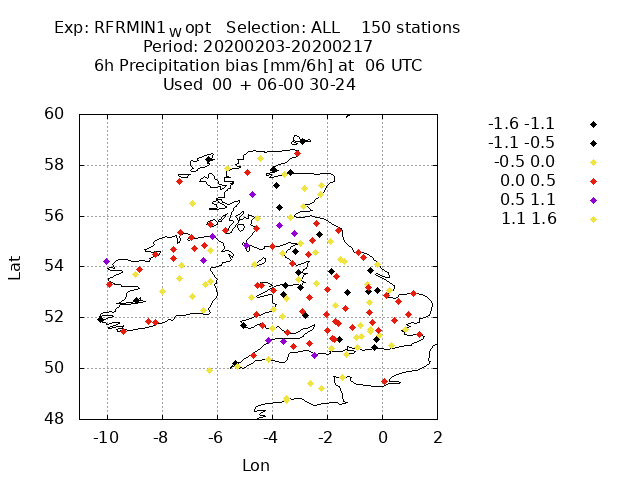 Exp: RFRMIN1_W opt Selection: ALL 150 stations
Period: 20200203-20200217
6h Precipitation bias [mm/6h] at 06 UTC
Used 00 + 06-00 30-24
60
58
56
54
52
50
48
-10 -8 -6 -4 -2 0 2
Lat
Lon
-1.6 -1.1
-1.1 -0.5
-0.5 0.0
0.0 0.5
0.5 1.1
1.1 1.6